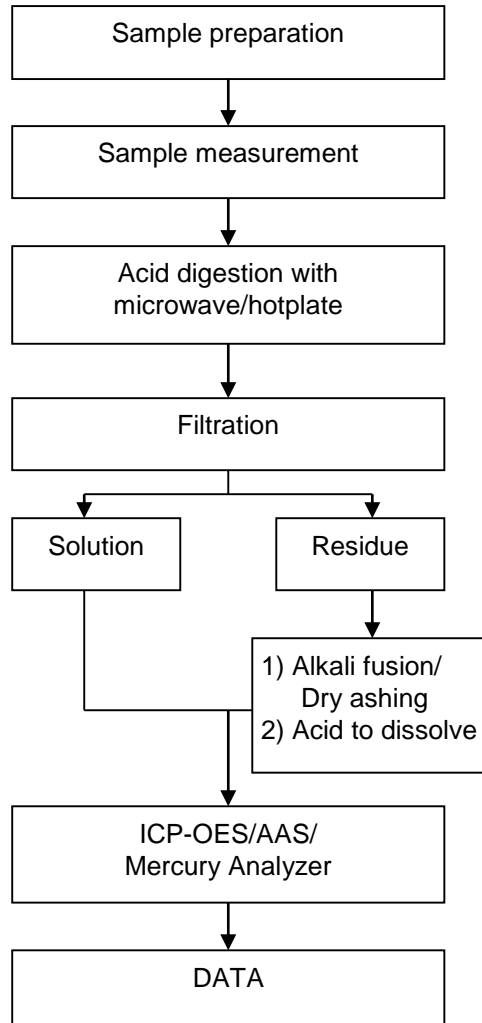 Sample preparation
Sample measurement
Acid digestion with
microwave/hotplate
Filtration
Solution
Residue
1) Alkali fusion/
Dry ashing
2) Acid to dissolve
ICP-OES/AAS/
Mercury Analyzer
DATA